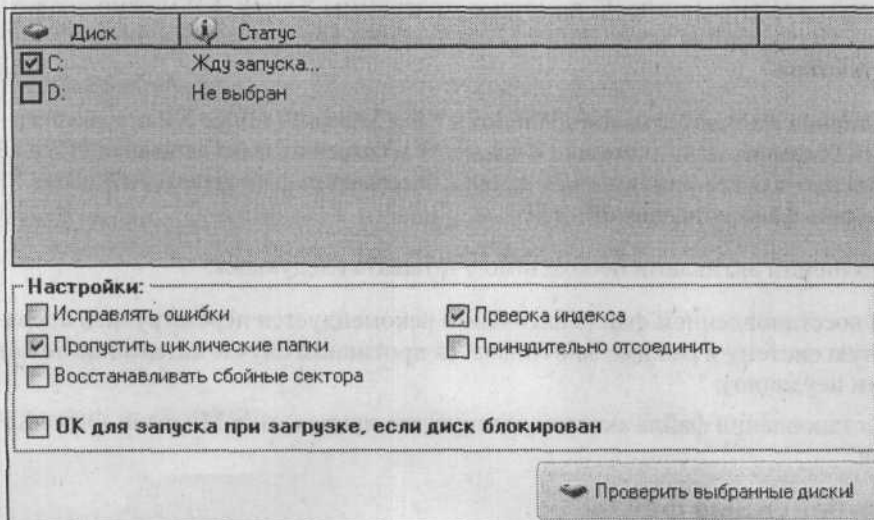 Диск Статус
C: Жду запуска...
D: Не выбран
Настройки:
Исправлять ошибки Прверка индекса
Пропустить циклические папки Принудительно отсоединить
Восстанавливать сбойные сектора
ОК для запуска при загрузке, если диск блокирован
Проверить выбранные диски!